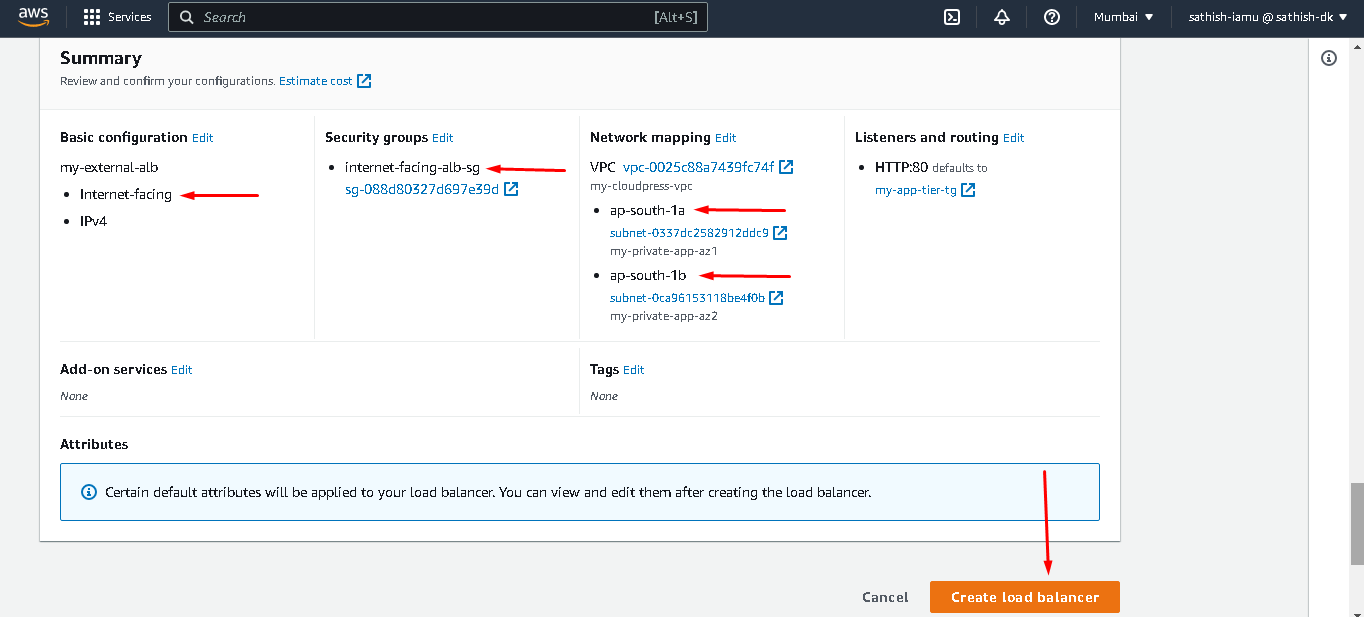 aws
Services
Search
[Alt+S]
Mumbai
sathish-iamu @ sathish-dk
Summary
Review and confirm your configurations. Estimate cost
Basic configuration Edit
my-external-alb
Internet-facing
IPv4
Security groups Edit
internet-facing-alb-sg
sg-088d80327d697e39d
Network mapping Edit
VPC vpc-0025c88a7439fc74f
my-cloudpress-vpc
ap-south-1a
subnet-0337dc2582912ddc9
my-private-app-az1
ap-south-1b
subnet-0ca96153118be4f0b
my-private-app-az2
Listeners and routing Edit
HTTP:80 defaults to
my-app-tier-tg
Add-on services Edit
None
Tags Edit
None
Attributes
Certain default attributes will be applied to your load balancer. You can view and edit them after creating the load balancer.
Cancel
Create load balancer